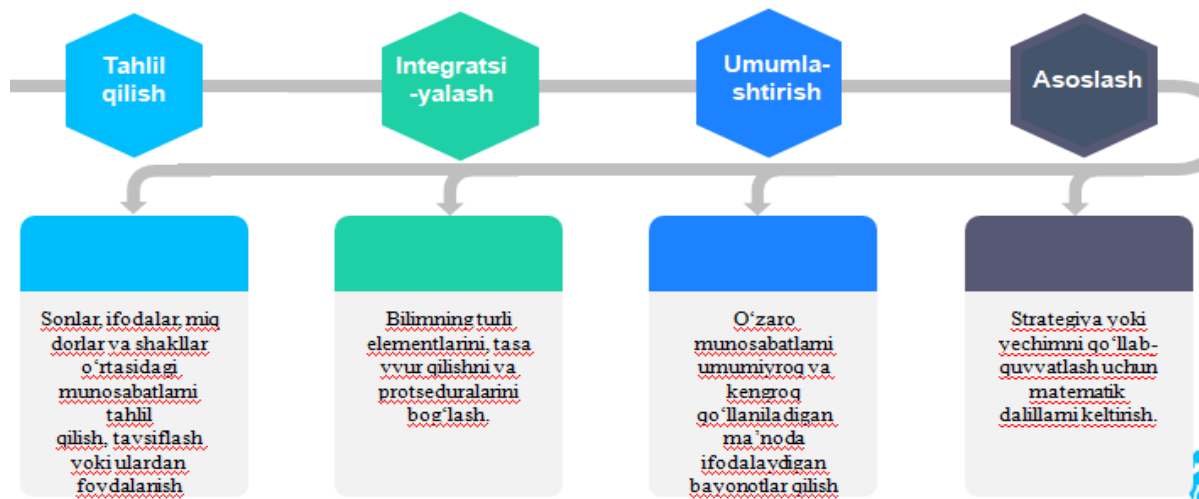 Tahlil
qilish
Integratsi
-yalash
Umumla-
shtirish
Asoslash
Sonlar, ifodalar, miq
dorlar va shakllar
o‘rtasidagi
munosabatlarni
tahlil
qilish, tavsiflash
yoki ulardan
foydalanish
Bilimning turli
elementlarini, tasa
vvur qilishni va
protseduralarini
bog‘lash.
O‘zaro
munosabatlarni
umumiyroq va
kengroq
qo‘llaniladigan
ma’noda
ifodalaydigan
bayonotlar qilish
Strategiya yoki
yechimni qo‘llab-
quvvatlash uchun
matematik
dalillarni keltirish.